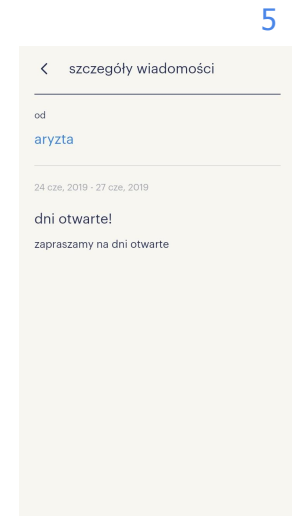 5
szczegóły wiadomości
od
aryzta
24 cze, 2019 - 27 cze, 2019
dni otwarte!
zapraszamy na dni otwarte